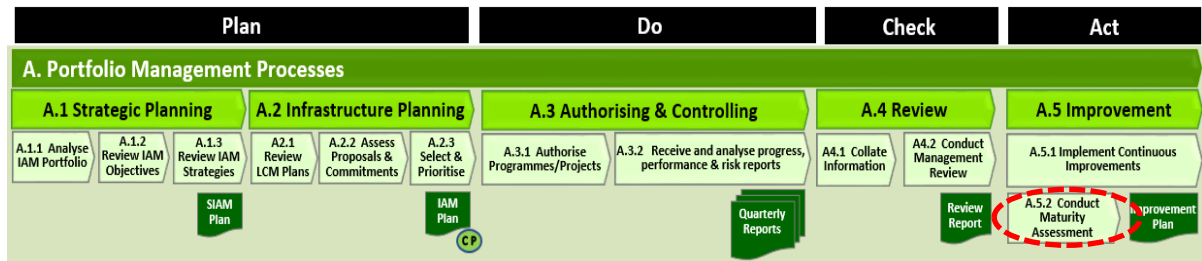 Plan
Do
Check
Act
A. Portfolio Management Processes
A.1 Strategic Planning
A.2 Infrastructure Planning
A.3 Authorising & Controlling
A.4 Review
A.5 Improvement
A.1.1 Analyse
IAM Portfolio
A.1.2
Review IAM
Objectives
A.1.3
Review IAM
Strategies
A2.1
Review
LCM Plans
A.2.2 Assess
Proposals &
Commitments
A.2.3
Select &
Prioritise
A.3.1 Authorise
Programmes/Projects
A.3.2 Receive and analyse progress,
performance & risk reports
A4.1 Collate
Information
A4.2 Conduct
Management
Review
A.5.1 Implement Continuous
Improvements
SIAM
Plan
IAM
Plan
CP
Quarterly
Reports
Review
Report
A.5.2 Conduct
Maturity
Assessment
Improvement
Plan